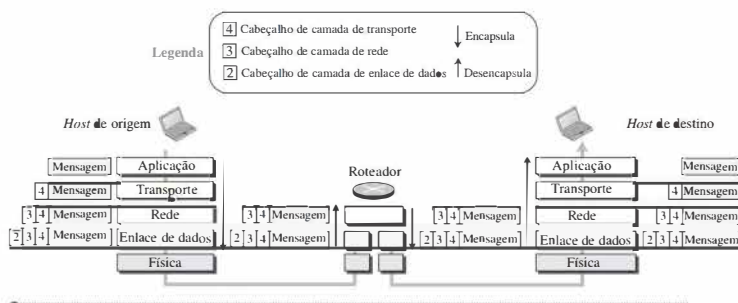 Legenda
4 Cabeçalho de camada de transporte
3 Cabeçalho de camada de rede
2 Cabeçalho de camada de enlace de dados
Encapsula
Desencapsula
Host de origem
Host de destino
Mensagem Aplicação Roteador Aplicação Mensagem
4 Mensagem Transporte Transporte 4 Mensagem
3 4 Mensagem Rede 3 4 Mensagem 3 4 Mensagem Rede 3 4 Mensagem
2 3 4 Mensagem Enlace de dados 2 3 4 Mensagem 2 3 4 Mensagem Enlace de dados 2 3 4 Mensagem
Física Física